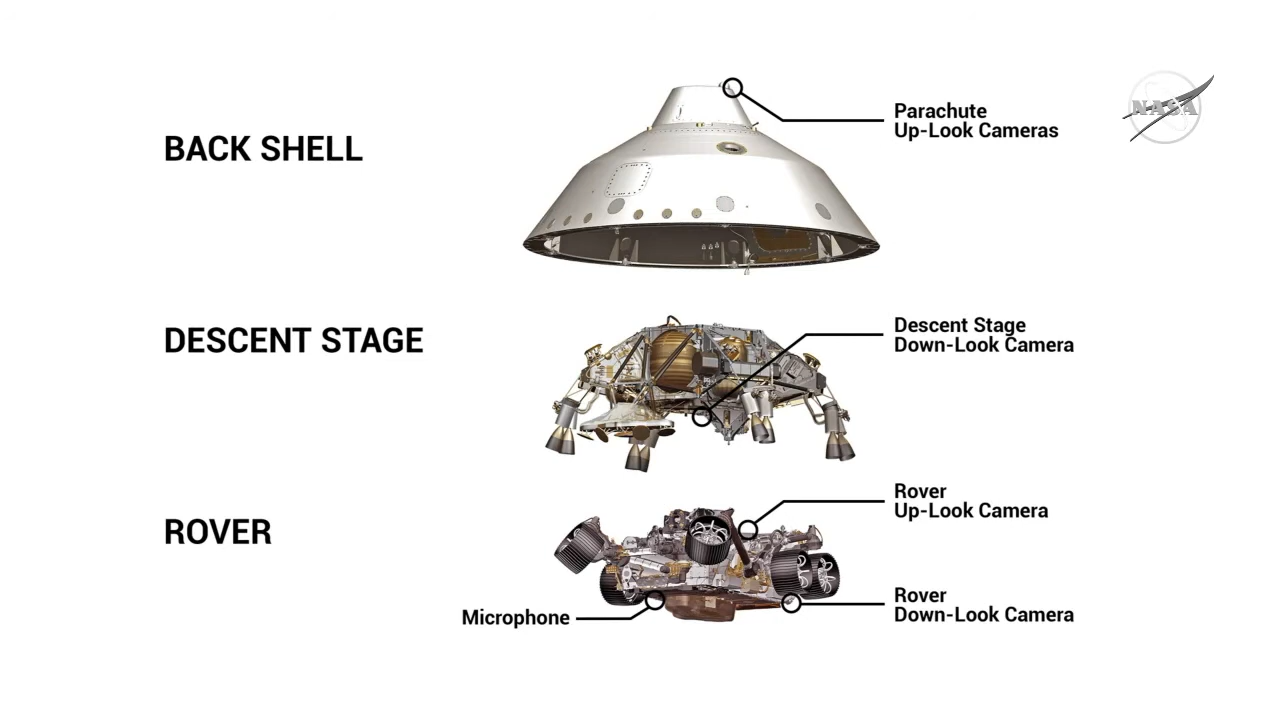 BACK SHELL
Parachute
Up-Look Cameras
NASA
DESCENT STAGE
Descent Stage
Down-Look Camera
ROVER
Rover
Up-Look Camera
Microphone
Rover
Down-Look Camera